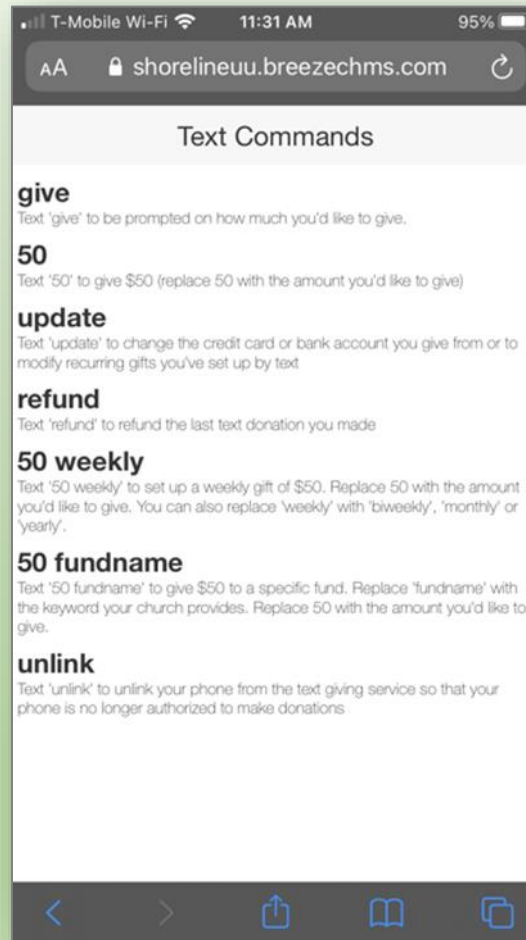 T-Mobile Wi-Fi 11:31 AM 95%
AA shorelineuu.breezechms.com
Text Commands
give
Text 'give' to be prompted on how much you'd like to give.
50
Text '50' to give $50 (replace 50 with the amount you'd like to give)
update
Text 'update' to change the credit card or bank account you give from or to
modify recurring gifts you've set up by text
refund
Text 'refund' to refund the last text donation you made
50 weekly
Text '50 weekly' to set up a weekly gift of $50. Replace 50 with the amount
you'd like to give. You can also replace 'weekly' with 'biweekly', 'monthly' or
'yearly'.
50 fundname
Text '50 fundname' to give $50 to a specific fund. Replace 'fundname' with
the keyword your church provides. Replace 50 with the amount you'd like to
give.
unlink
Text 'unlink' to unlink your phone from the text giving service so that your
phone is no longer authorized to make donations